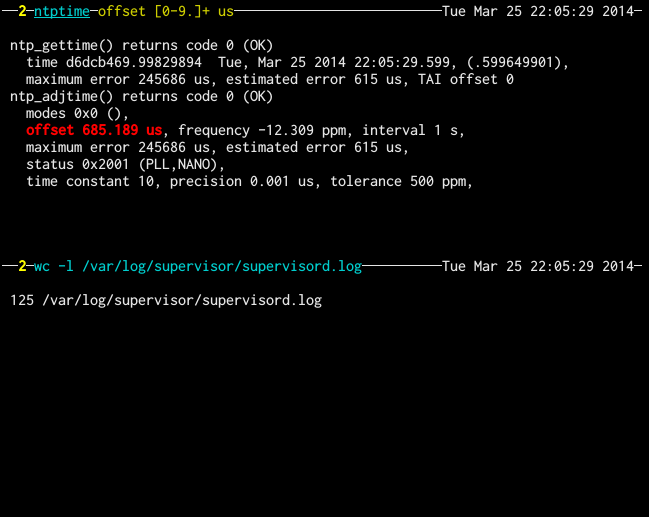 2 ntptime offset [0-9.]+ us Tue Mar 25 22:05:29 2014
ntp_gettime() returns code 0 (OK)
time d6dcb469.99829894  Tue, Mar 25 2014 22:05:29.599, (.599649901),
maximum error 245686 us, estimated error 615 us, TAI offset 0
ntp_adjtime() returns code 0 (OK)
modes 0x0 (),
offset 685.189 us, frequency -12.309 ppm, interval 1 s,
maximum error 245686 us, estimated error 615 us,
status 0x2001 (PLL,NANO),
time constant 10, precision 0.001 us, tolerance 500 ppm,
2 wc -l /var/log/supervisor/supervisord.log Tue Mar 25 22:05:29 2014
125 /var/log/supervisor/supervisord.log